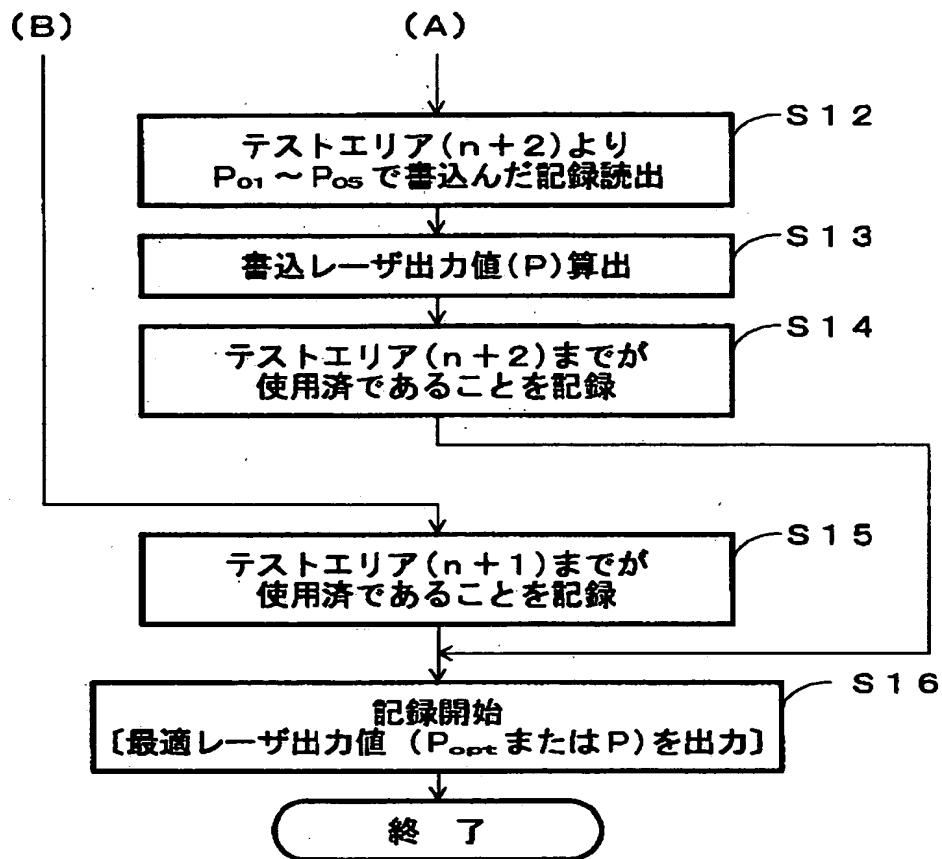 (B)
(A)
S12
テストエリア(n+2)より
P₀₁～P₀₅で書込んだ記録読出
S13
書込レーザ出力値(P)算出
S14
テストエリア(n+2)までが
使用済であることを記録
S15
テストエリア(n+1)までが
使用済であることを記録
S16
記録開始
〔最適レーザ出力値 (Pₒₚₜ または P)を出力〕
終 了